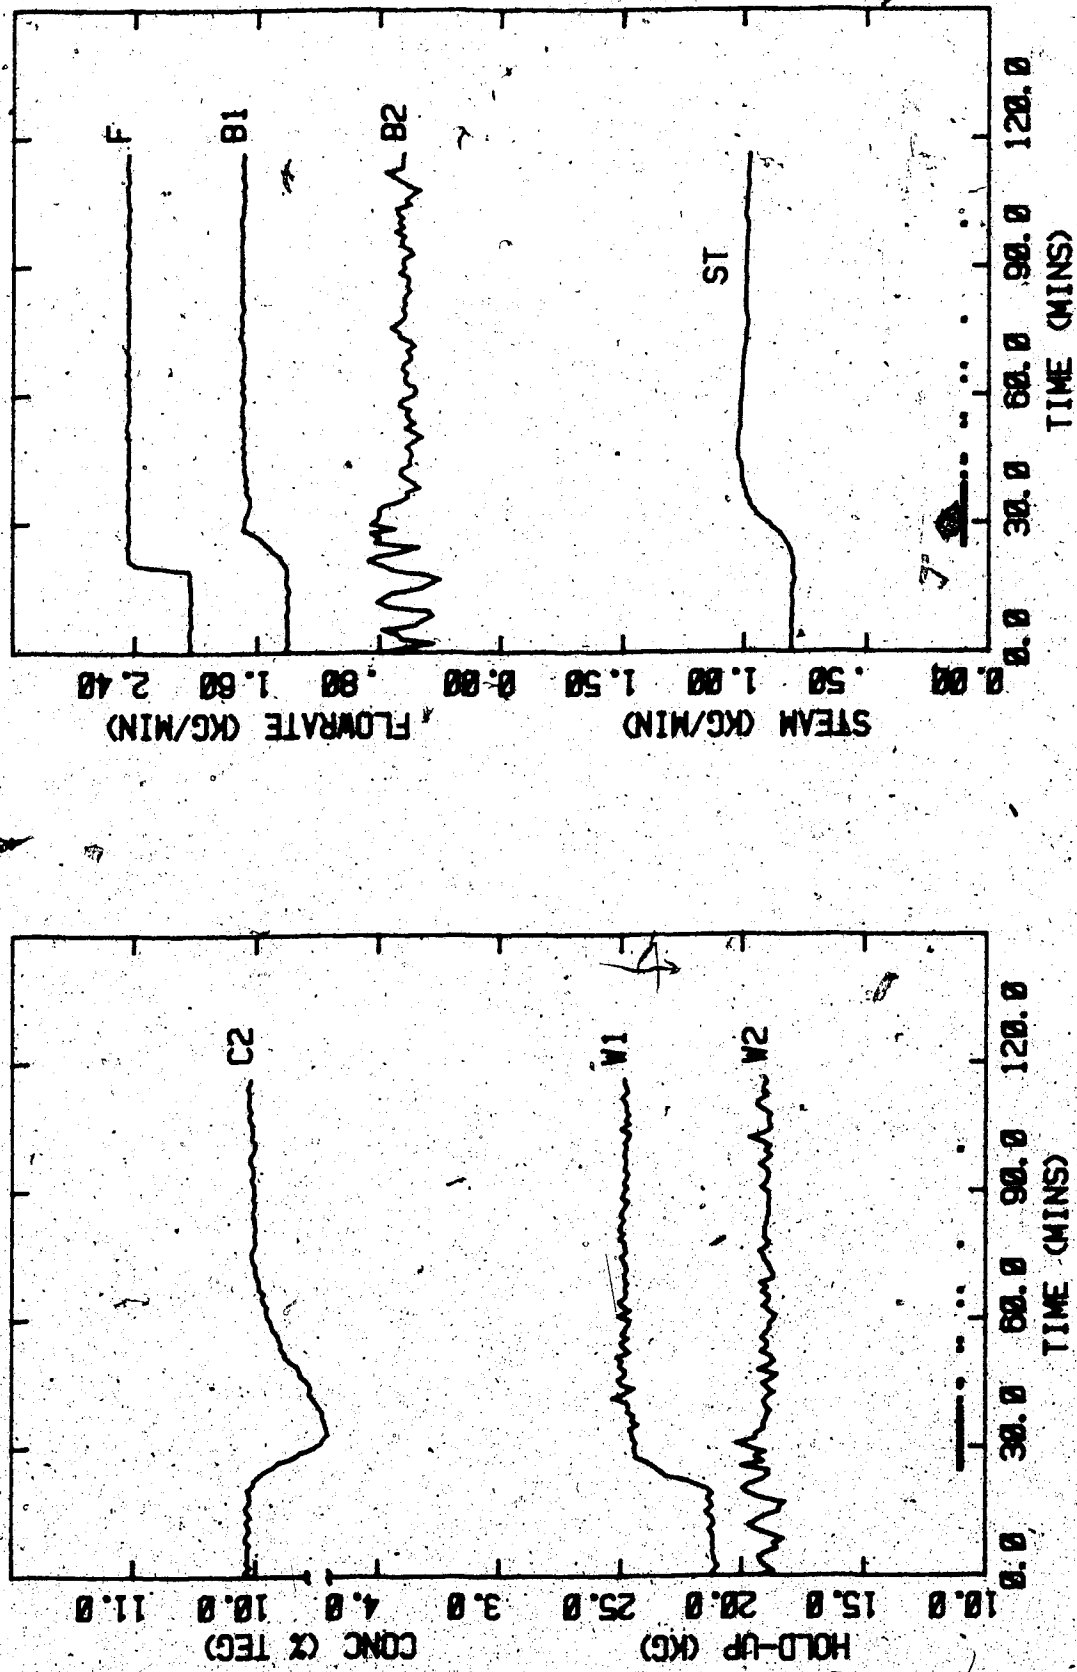 CONC (% TEG)
11.0
10.0
4.0
3.0
C2
HOLD-UP (KG)
25.0
20.0
15.0
10.0
W1
W2
0.0 30.0 60.0 90.0 120.0
TIME (MINS)
FLOWRATE (KG/MIN)
2.40
1.60
.80
0.00
F
B1
B2
STEAM (KG/MIN)
1.50
1.00
.50
0.00
ST
0.0 30.0 60.0 90.0 120.0
TIME (MINS)